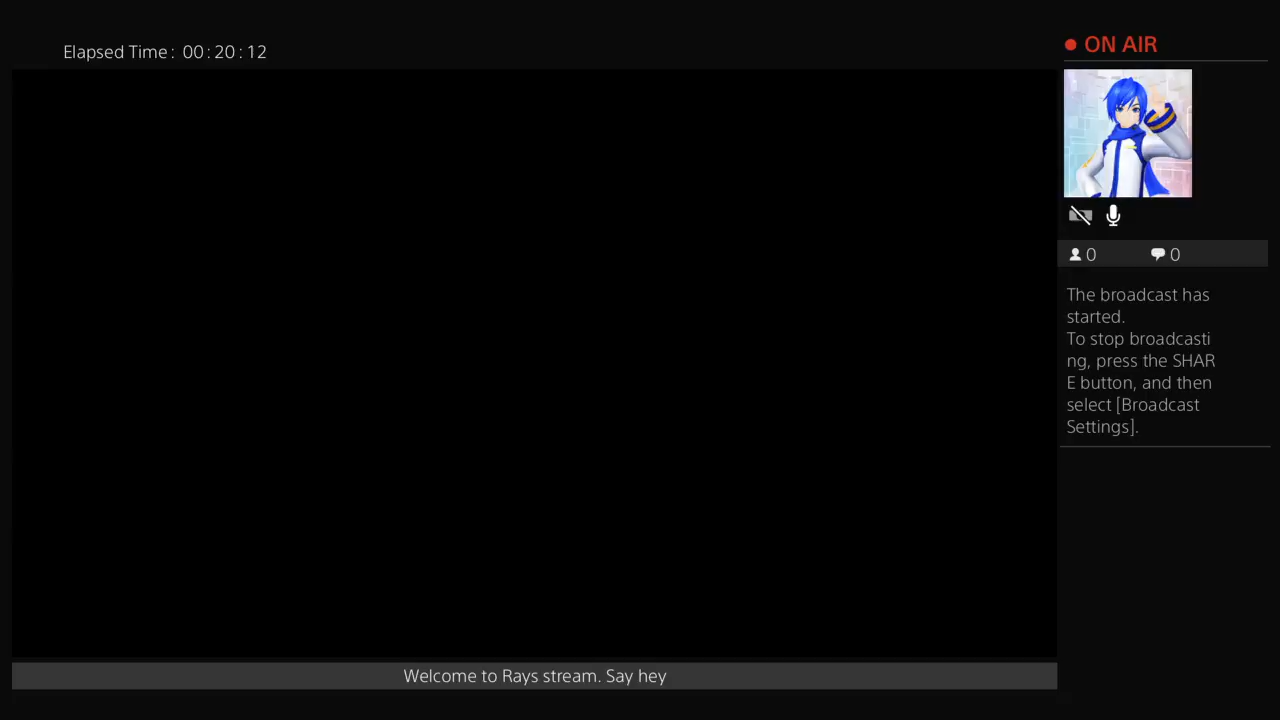 Elapsed Time: 00:20:12
ON AIR
0 0
The broadcast has
started.
To stop broadcasti
ng, press the SHAR
E button, and then
select [Broadcast
Settings].
Welcome to Rays stream. Say hey